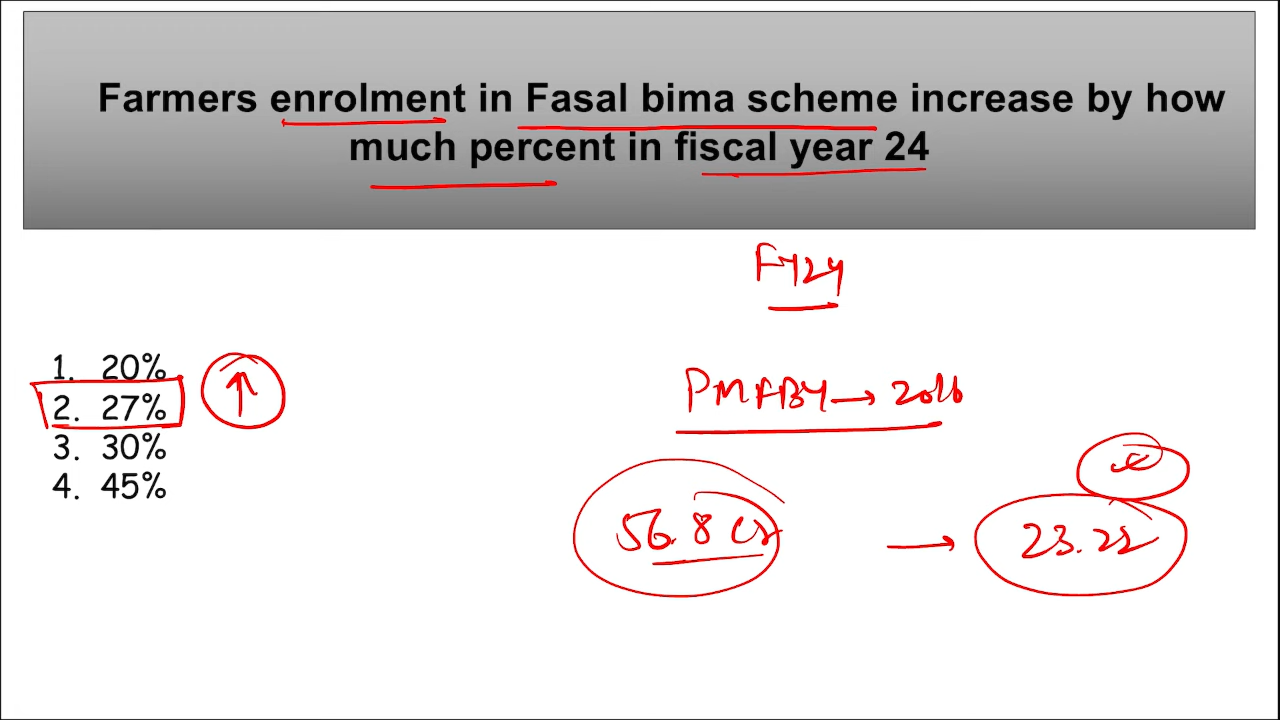 Farmers enrolment in Fasal bima scheme increase by how
much percent in fiscal year 24
FY24
1. 20%
2. 27%
3. 30%
4. 45%
PMFBY → 2016
56.8 Cr → 23.22